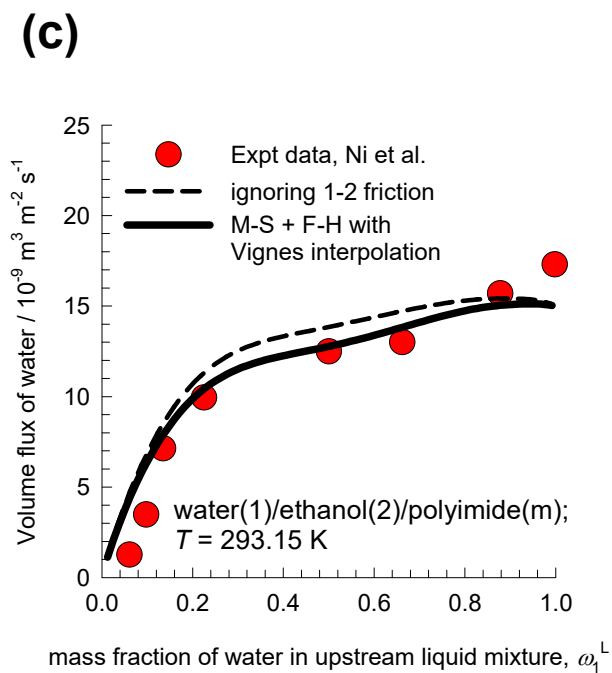 (c)
25
20
15
10
5
0
0.0 0.2 0.4 0.6 0.8 1.0
Volume flux of water / 10⁻⁹ m³ m⁻² s⁻¹
Expt data, Ni et al.
ignoring 1-2 friction
M-S + F-H with
Vignes interpolation
water(1)/ethanol(2)/polyimide(m);
T = 293.15 K
mass fraction of water in upstream liquid mixture, ω₁ᴸ